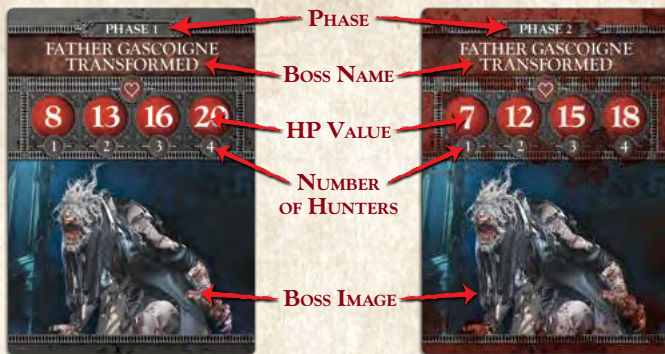 PHASE 1
FATHER GASCOIGNE
TRANSFORMED
8 13 16 20
1 2 3 4
PHASE
BOSS NAME
HP VALUE
NUMBER
OF HUNTERS
BOSS IMAGE
PHASE 2
FATHER GASCOIGNE
TRANSFORMED
7 12 15 18
1 2 3 4